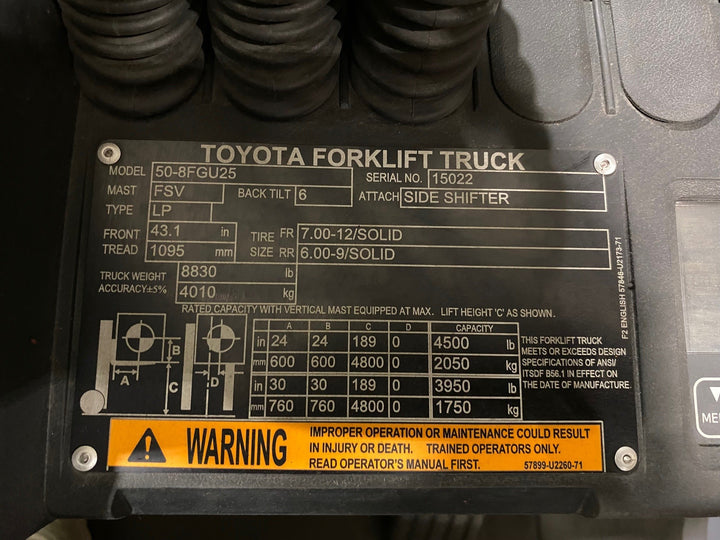 TOYOTA FORKLIFT TRUCK
MODEL 50-8FGU25 SERIAL NO. 15022
MAST FSV BACK TILT 6 ATTACH SIDE SHIFTER
TYPE LP
FRONT TREAD 43.1 in TIRE SIZE FR 7.00-12/SOLID
1095 mm RR 6.00-9/SOLID
TRUCK WEIGHT 8830 lb
ACCURACY±5% 4010 kg
RATED CAPACITY WITH VERTICAL MAST EQUIPPED AT MAX. LIFT HEIGHT 'C' AS SHOWN.
A B C D CAPACITY
in 24 24 189 0 4500 lb
mm 600 600 4800 0 2050 kg
in 30 30 189 0 3950 lb
mm 760 760 4800 0 1750 kg
A B C D
THIS FORKLIFT TRUCK
MEETS OR EXCEEDS DESIGN
SPECIFICATIONS OF ANSI/
ITSDF B56.1 IN EFFECT ON
THE DATE OF MANUFACTURE.
F2 ENGLISH 57848-U2173-71
WARNING
IMPROPER OPERATION OR MAINTENANCE COULD RESULT
IN INJURY OR DEATH. TRAINED OPERATORS ONLY.
READ OPERATOR'S MANUAL FIRST. 57899-U2260-71